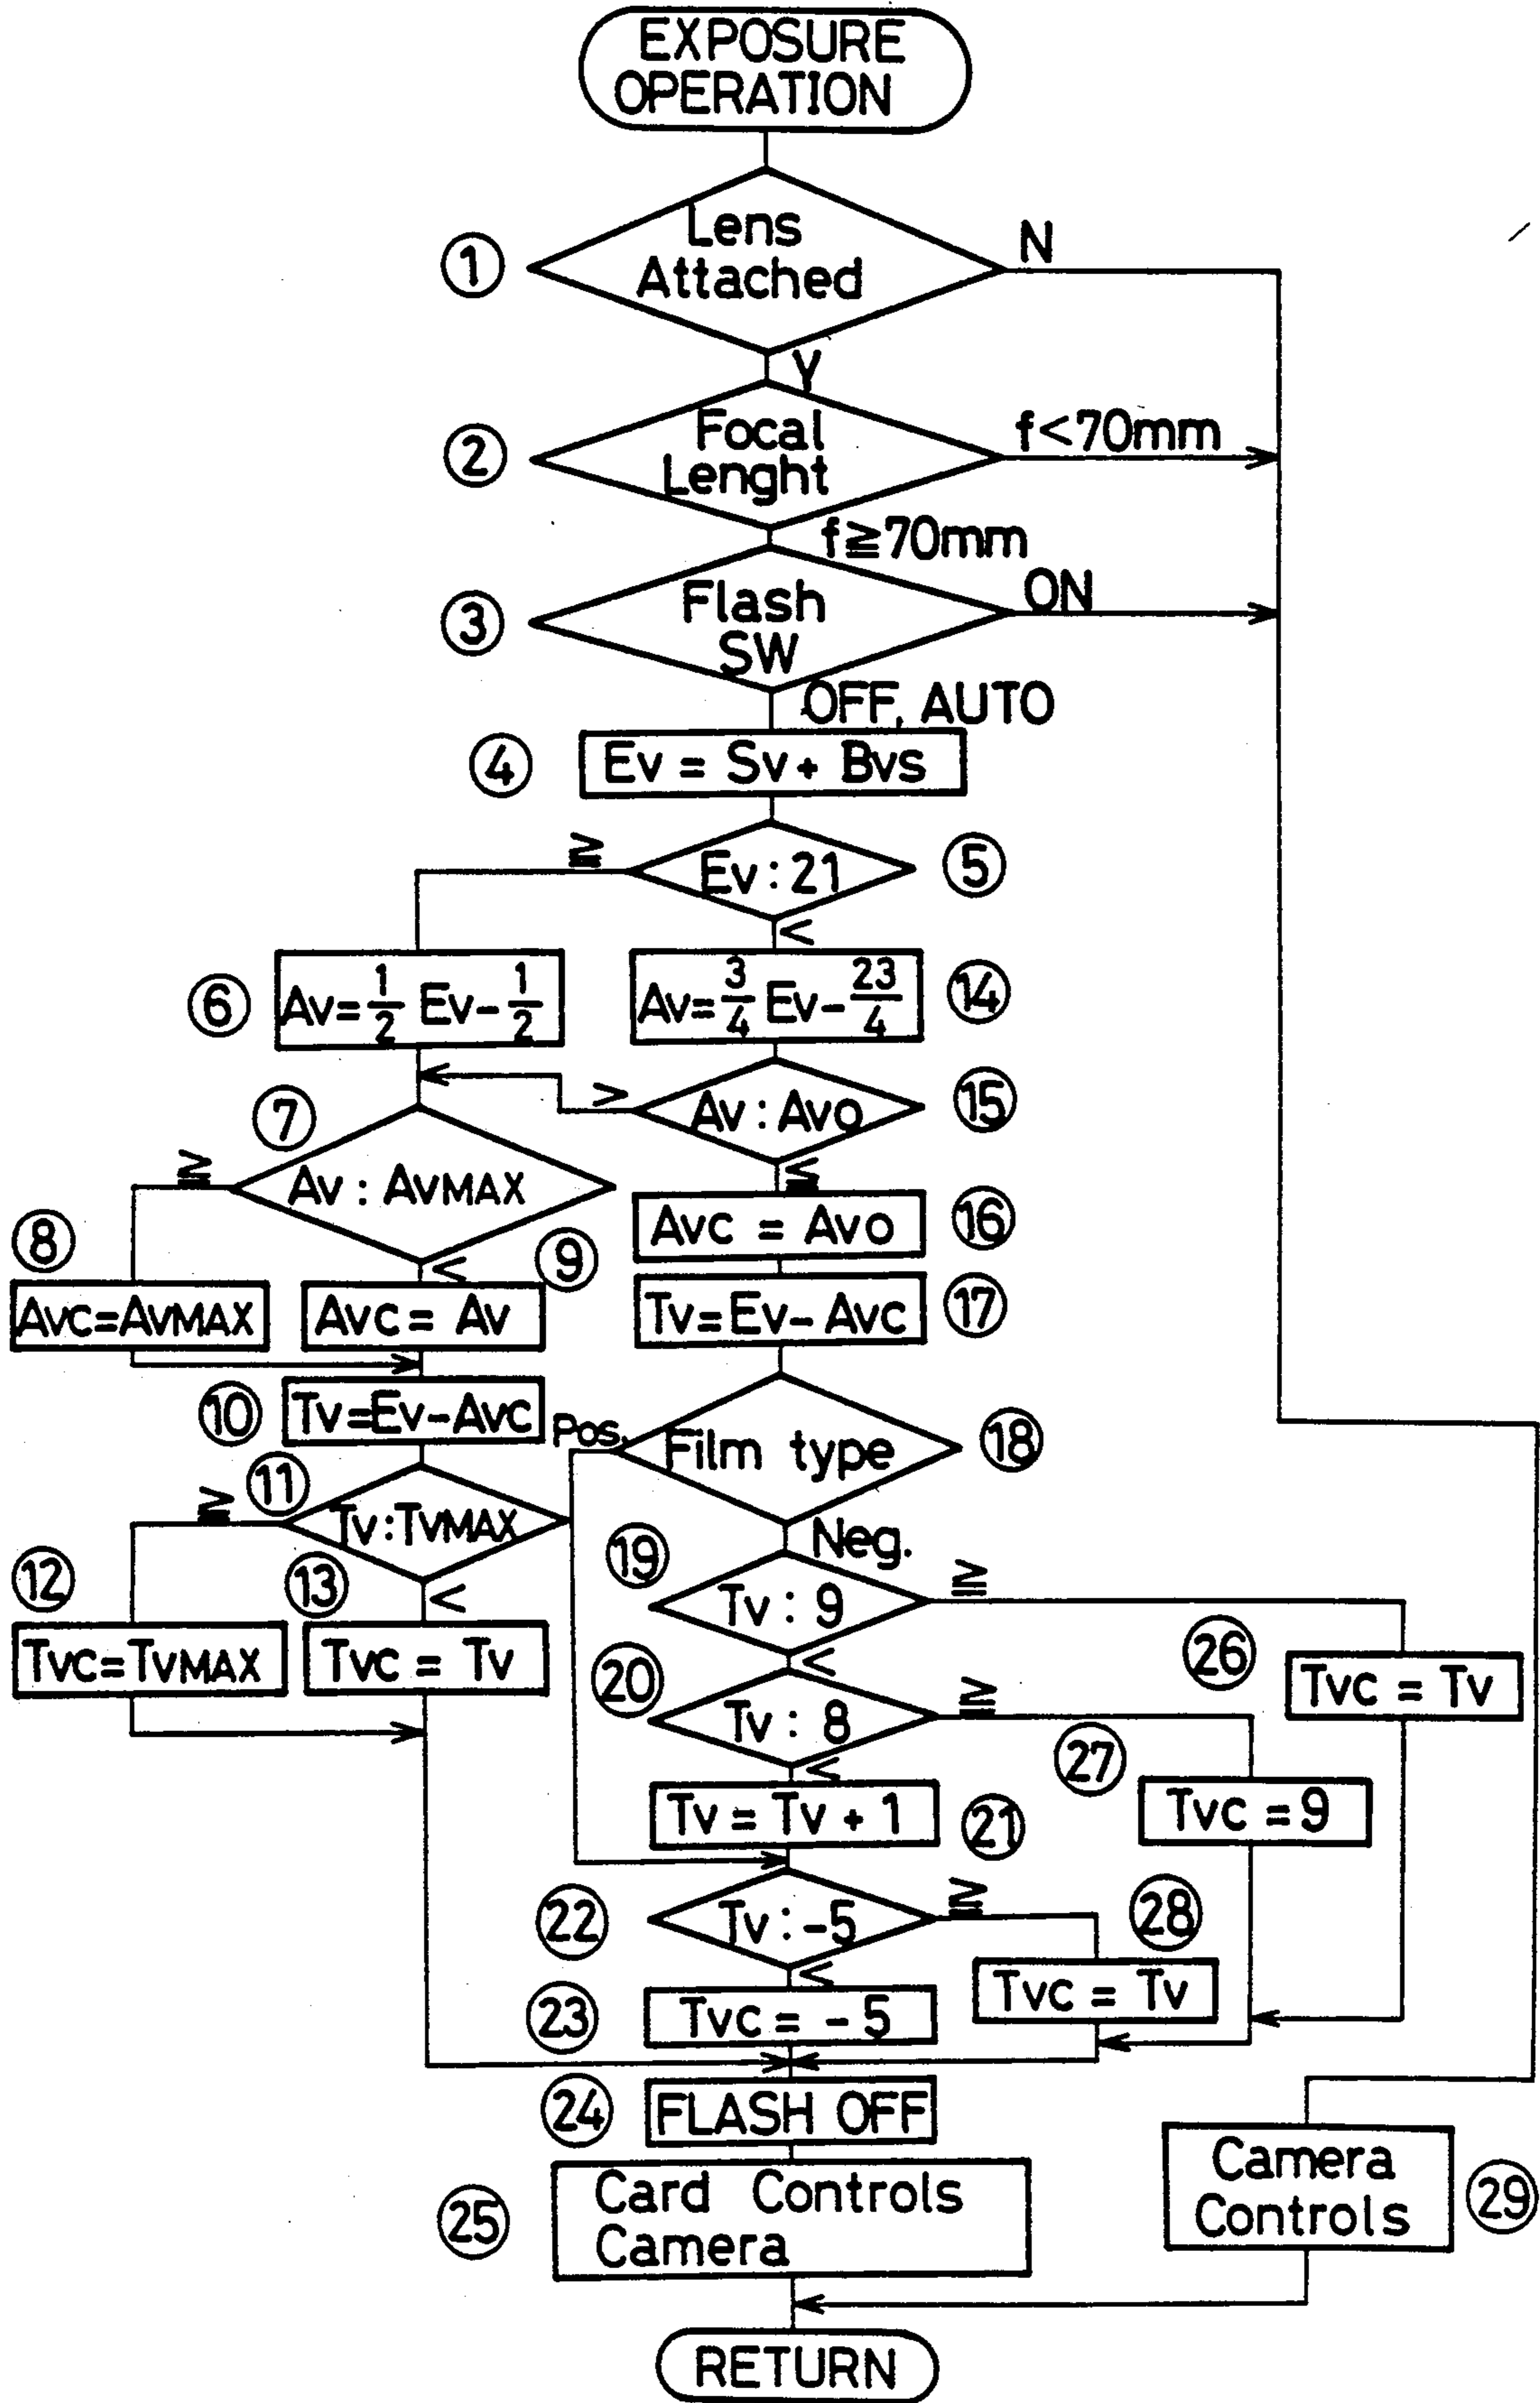 EXPOSURE
OPERATION
①
Lens
Attached
N
Y
②
Focal
Lenght
f<70mm
f≧70mm
③
Flash
SW
ON
OFF, AUTO
④
Ev = Sv + Bvs
≧
Ev : 21
⑤
<
⑥
Av = 1/2 Ev - 1/2
Av = 3/4 Ev - 23/4
⑭
⑦
>
Av : Avo
⑮
≧
Av : AvMAX
≦
⑧
<
⑨
Avc = Avo
⑯
Avc = AvMAX
Avc = Av
Tv = Ev - Avc
⑰
⑩
Tv = Ev - Avc
Pos.
Film type
⑱
⑪
≧
Tv : TvMAX
Neg.
⑫
⑬
<
⑲
Tv : 9
≧
<
Tvc = TvMAX
Tvc = Tv
⑳
Tv : 8
≧
㉖
Tvc = Tv
<
㉗
Tvc = 9
Tv = Tv + 1
㉑
㉒
Tv : -5
≧
㉘
<
Tvc = Tv
㉓
Tvc = - 5
㉔
FLASH OFF
㉕
Card Controls
Camera
Camera
Controls
㉙
RETURN